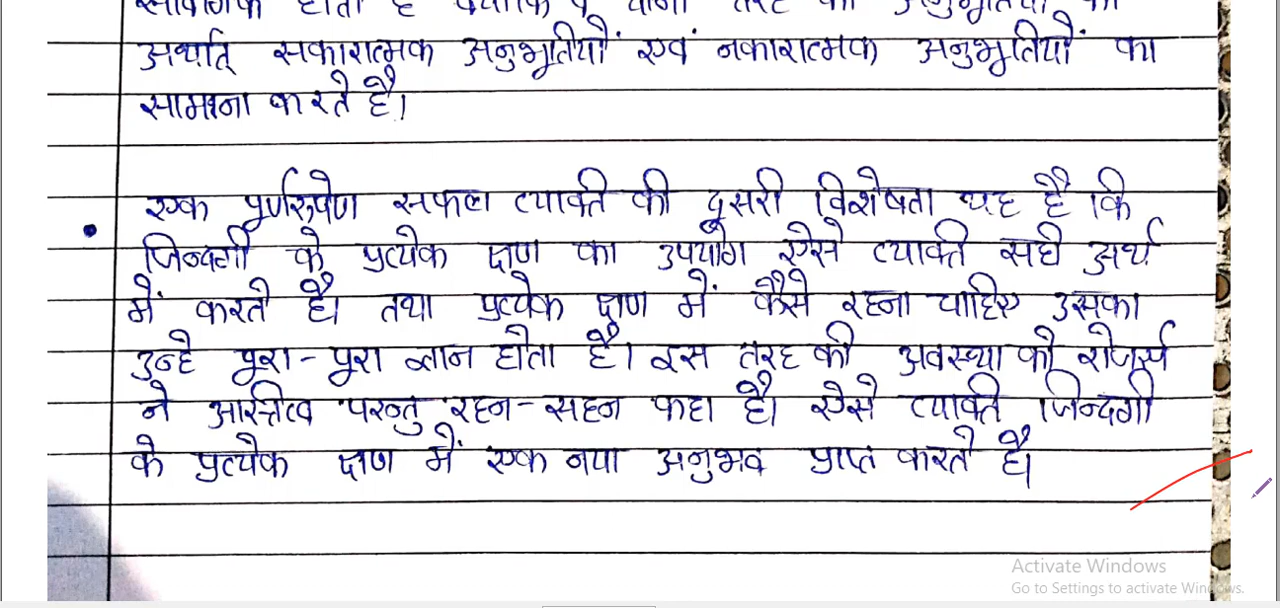 होता है
अर्थात् सकारात्मक अनुभूतियों एवं नकारात्मक अनुभूतियों का
सामना करते है।
एक पूर्णरुपेण सफल व्यक्ति की दूसरी विशेषता यह है कि
जिन्दगी के प्रत्येक क्षण का उपयोग ऐसे व्यक्ति सही अर्थ
में करते है। तथा प्रत्येक क्षण में कैसे रहना चाहिए उसका
उन्हे पूरा-पूरा ज्ञान होता है। इस तरह की अवस्था को रोजर्स
ने अस्तित्व परन्तु रहन-सहन कहा है। ऐसे व्यक्ति जिन्दगी
के प्रत्येक क्षण में एक नया अनुभव प्राप्त करते है।
Activate Windows
Go to Settings to activate Windows.